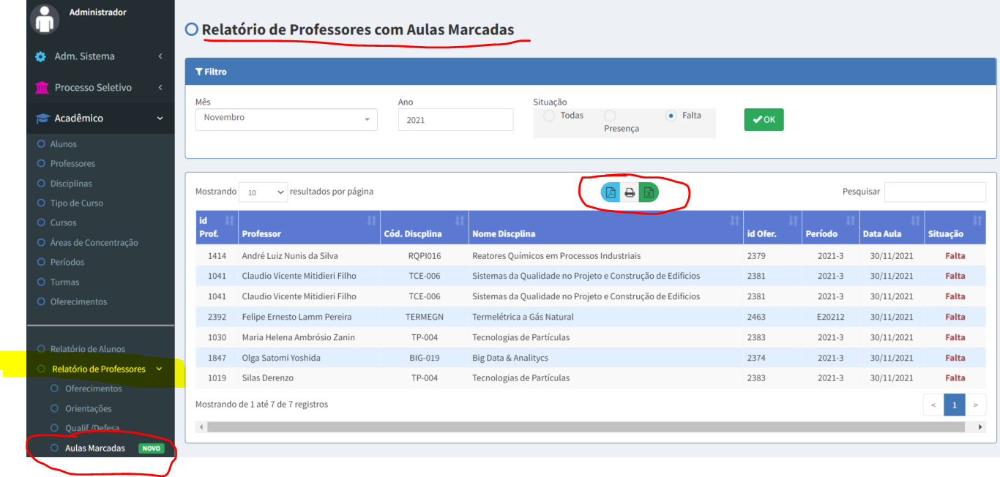 Administrador
Adm. Sistema
Processo Seletivo
Acadêmico
Alunos
Professores
Disciplinas
Tipo de Curso
Cursos
Áreas de Concentração
Períodos
Turmas
Oferecimentos
Relatório de Alunos
Relatório de Professores
Oferecimentos
Orientações
Qualif./Defesa
Aulas Marcadas NOVO
Relatório de Professores com Aulas Marcadas
Filtro
Mês Ano Situação
Novembro 2021 Todas Presença Falta OK
Mostrando 10 resultados por página Pesquisar
id Prof. Professor Cód. Discplina Nome Discplina id Ofer. Período Data Aula Situação
1414 André Luiz Nunis da Silva RQPI016 Reatores Químicos em Processos Industriais 2379 2021-3 30/11/2021 Falta
1041 Claudio Vicente Mitidieri Filho TCE-006 Sistemas da Qualidade no Projeto e Construção de Edificios 2381 2021-3 30/11/2021 Falta
1041 Claudio Vicente Mitidieri Filho TCE-006 Sistemas da Qualidade no Projeto e Construção de Edificios 2381 2021-3 30/11/2021 Falta
2392 Felipe Ernesto Lamm Pereira TERMEGN Termelétrica a Gás Natural 2463 E20212 30/11/2021 Falta
1030 Maria Helena Ambrósio Zanin TP-004 Tecnologias de Partículas 2383 2021-3 30/11/2021 Falta
1847 Olga Satomi Yoshida BIG-019 Big Data & Analitycs 2374 2021-3 30/11/2021 Falta
1019 Silas Derenzo TP-004 Tecnologias de Partículas 2383 2021-3 30/11/2021 Falta
Mostrando de 1 até 7 de 7 registros < 1 >